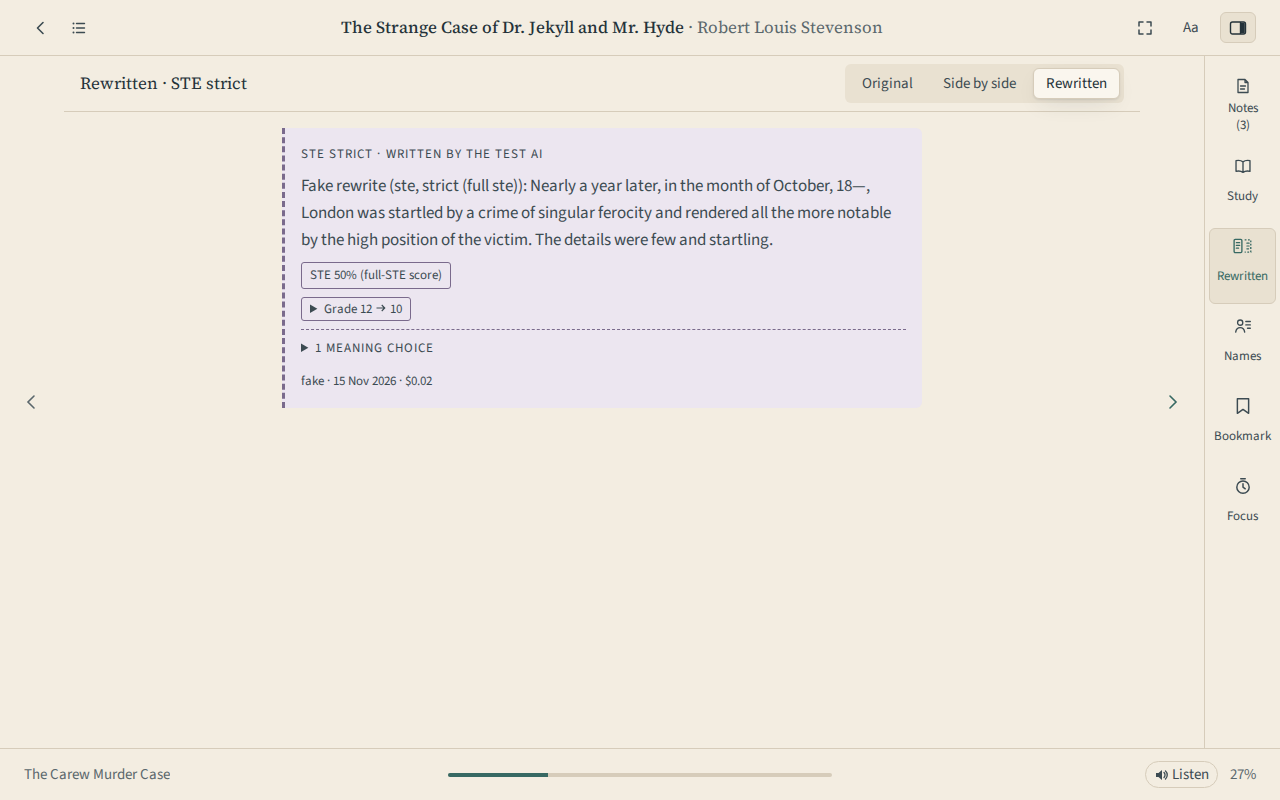 The Strange Case of Dr. Jekyll and Mr. Hyde · Robert Louis Stevenson
Aa
Rewritten · STE strict
Original
Side by side
Rewritten
STE STRICT · WRITTEN BY THE TEST AI
Fake rewrite (ste, strict (full ste)): Nearly a year later, in the month of October, 18—,
London was startled by a crime of singular ferocity and rendered all the more notable
by the high position of the victim. The details were few and startling.
STE 50% (full-STE score)
Grade 12 → 10
1 MEANING CHOICE
fake · 15 Nov 2026 · $0.02
Notes
(3)
Study
Rewritten
Names
Bookmark
Focus
The Carew Murder Case
Listen
27%